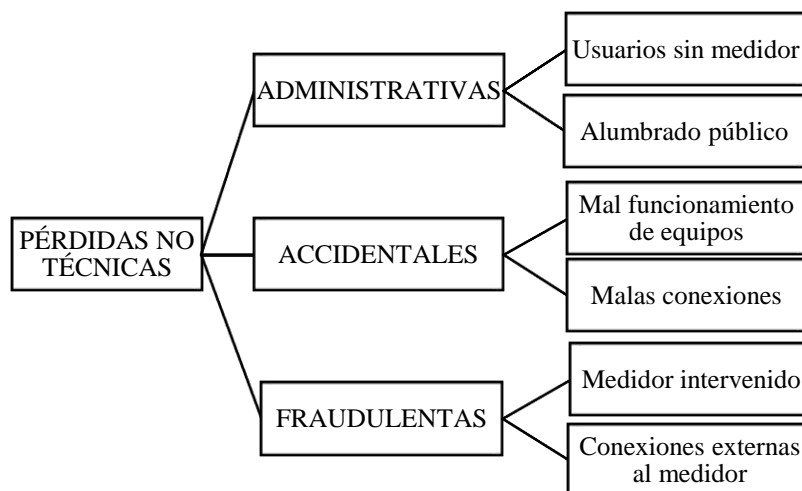 PÉRDIDAS NO
TÉCNICAS
ADMINISTRATIVAS
Usuarios sin medidor
Alumbrado público
ACCIDENTALES
Mal funcionamiento
de equipos
Malas conexiones
FRAUDULENTAS
Medidor intervenido
Conexiones externas
al medidor